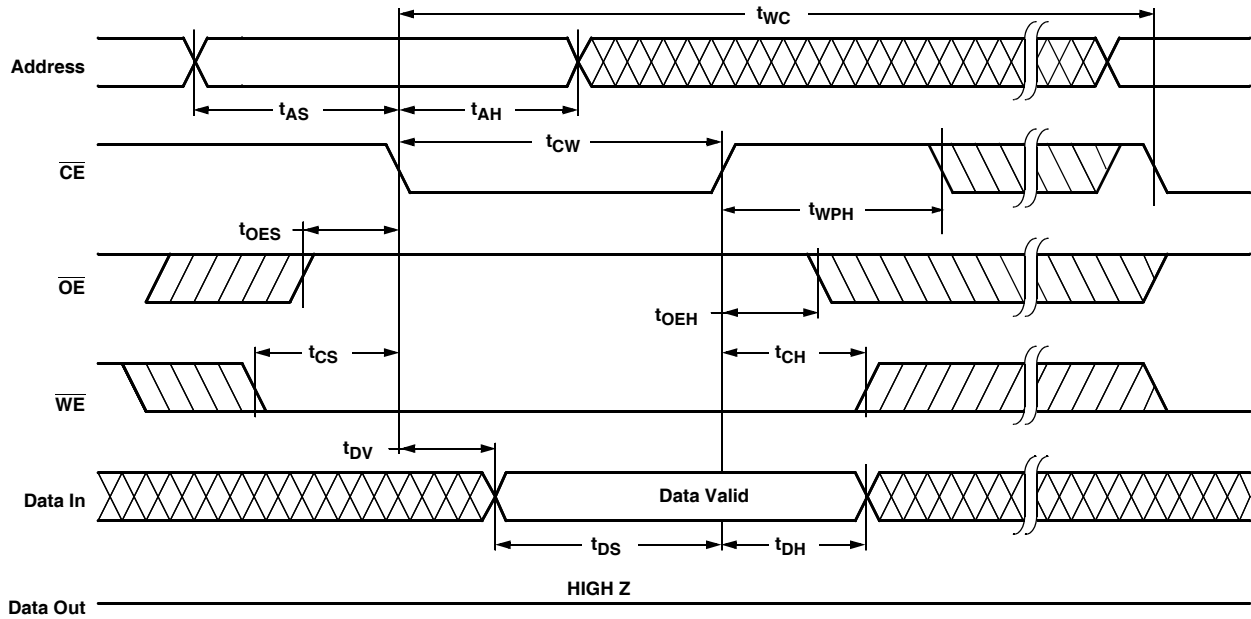 tWC
Address
tAS
tAH
tCW
CE
tWPH
tOES
OE
tOEH
tCS
tCH
WE
tDV
Data In
Data Valid
tDS
tDH
HIGH Z
Data Out